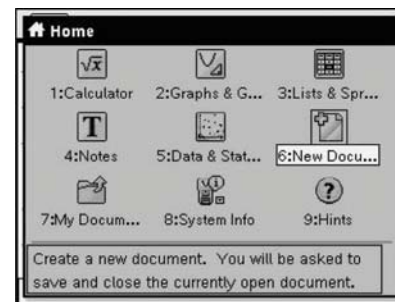 Home
1:Calculator 2:Graphs & G... 3:Lists & Spr...
T
4:Notes 5:Data & Stat... 6:New Docu...
7:My Docum... 8:System Info 9:Hints
Create a new document. You will be asked to
save and close the currently open document.